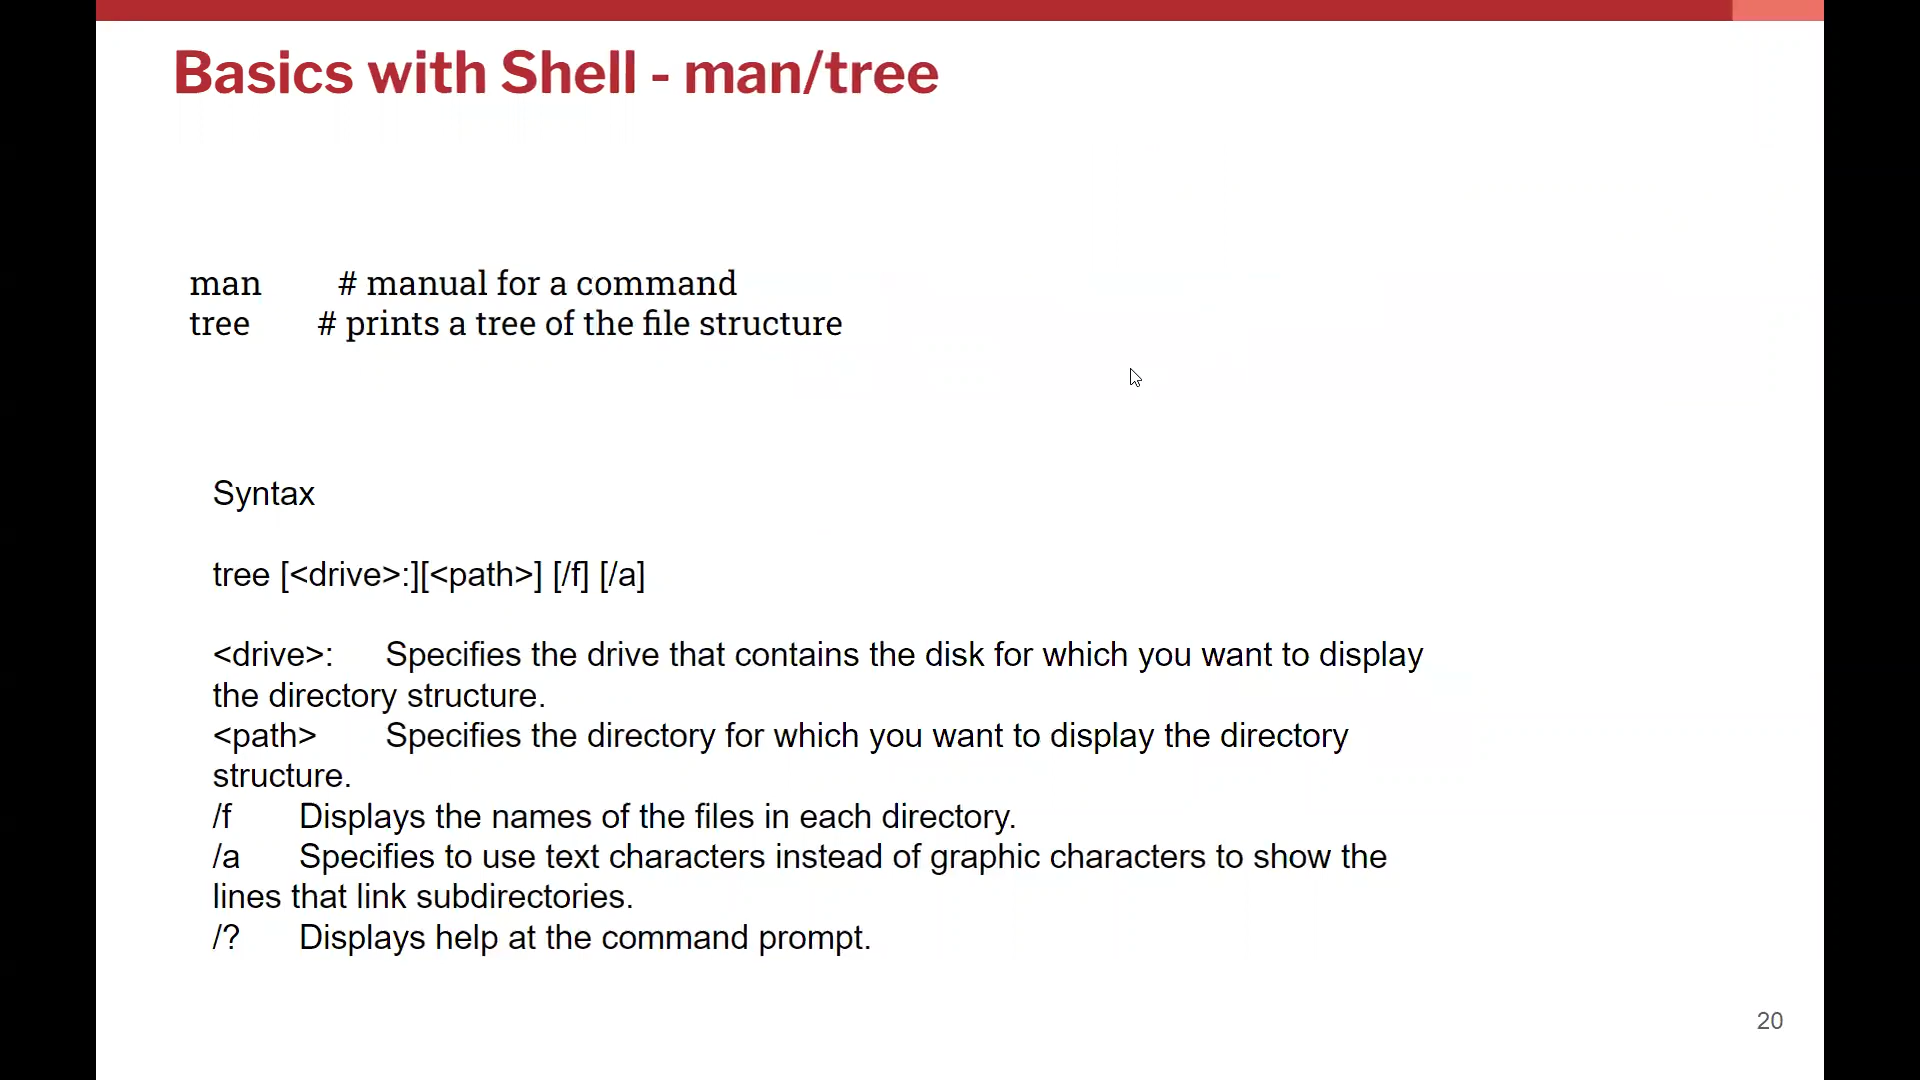 Basics with Shell - man/tree
man # manual for a command
tree # prints a tree of the file structure
Syntax
tree [<drive>:][<path>] [/f] [/a]
<drive>: Specifies the drive that contains the disk for which you want to display
the directory structure.
<path> Specifies the directory for which you want to display the directory
structure.
/f Displays the names of the files in each directory.
/a Specifies to use text characters instead of graphic characters to show the
lines that link subdirectories.
/? Displays help at the command prompt.
20